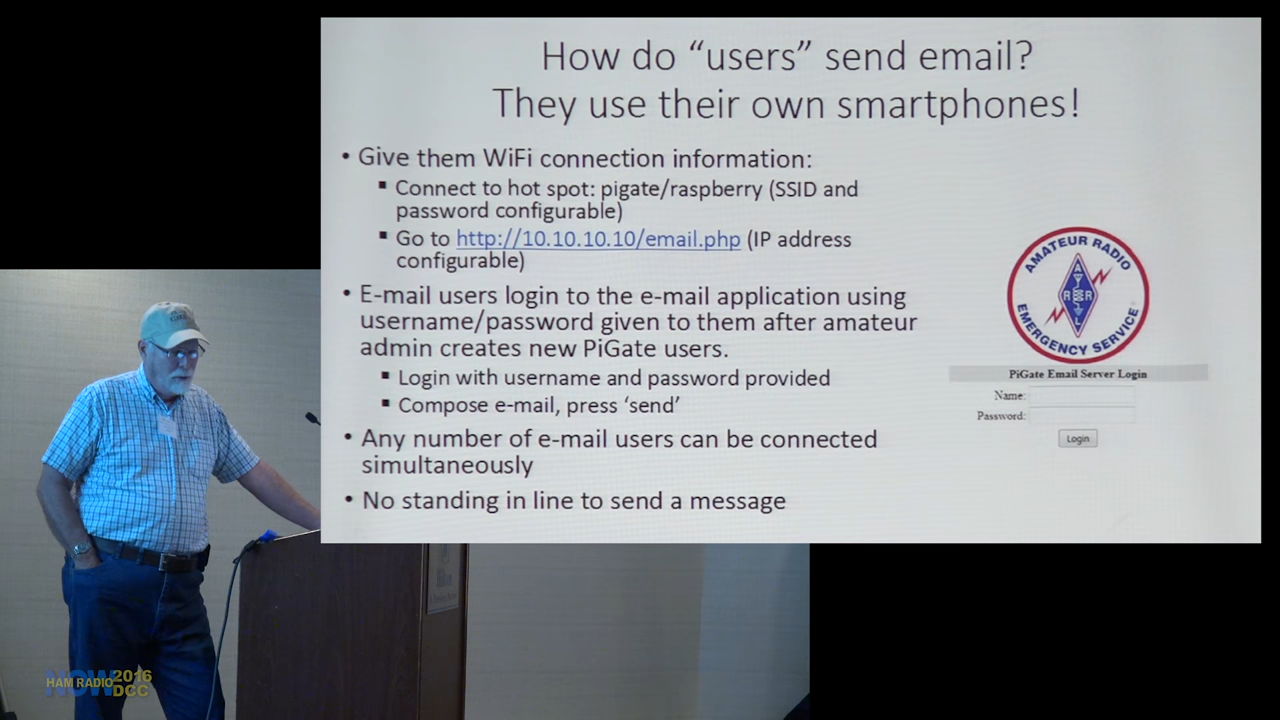 How do “users” send email?
They use their own smartphones!
• Give them WiFi connection information:
▪ Connect to hot spot: pigate/raspberry (SSID and
password configurable)
▪ Go to http://10.10.10.10/email.php (IP address
configurable)
• E-mail users login to the e-mail application using
username/password given to them after amateur
admin creates new PiGate users.
▪ Login with username and password provided
▪ Compose e-mail, press ‘send’
• Any number of e-mail users can be connected
simultaneously
• No standing in line to send a message
AMATEUR RADIO
A
R R
L
EMERGENCY SERVICE
PiGate Email Server Login
Name:
Password:
Login
HAM RADIO
NOW
2016
DCC